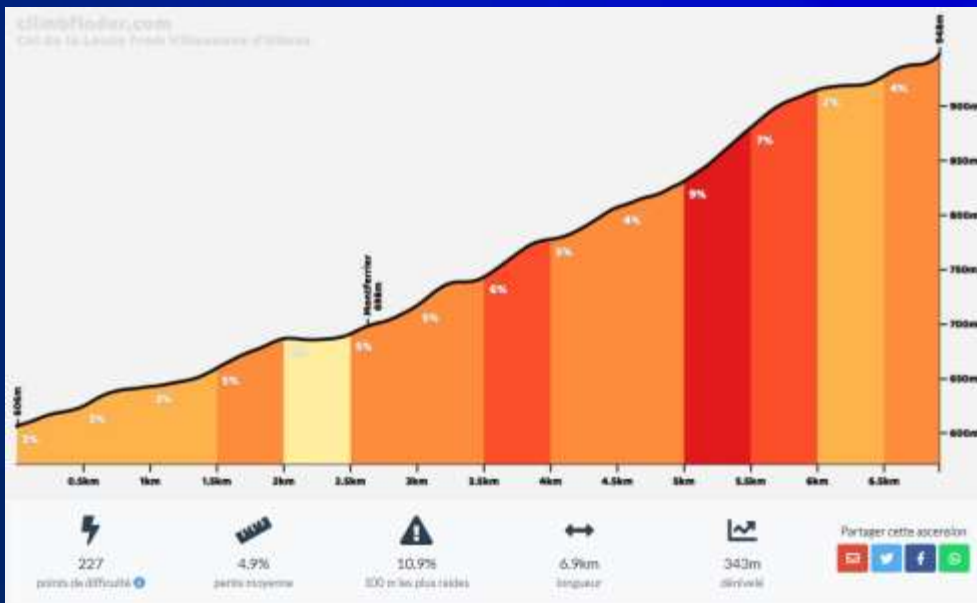 climbfinder.com
606m
Montferrier
698m
948m
3%
3%
3%
5%
5%
5%
6%
5%
4%
9%
7%
2%
4%
900m
850m
800m
750m
700m
650m
600m
0.5km
1km
1.5km
2km
2.5km
3km
3.5km
4km
4.5km
5km
5.5km
6km
6.5km
227
points de difficulté
4.9%
pente moyenne
10.9%
100 m les plus raides
6.9km
longueur
343m
dénivelé
Partager cette ascension